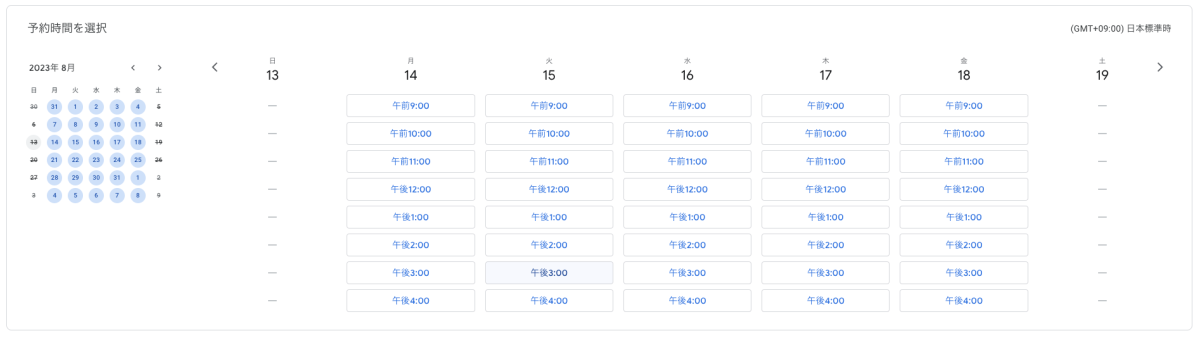 予約時間を選択
(GMT+09:00) 日本標準時
2023年 8月
日 月 火 水 木 金 土
30 31 1 2 3 4 5
6 7 8 9 10 11 12
13 14 15 16 17 18 19
20 21 22 23 24 25 26
27 28 29 30 31 1 2
3 4 5 6 7 8 9
日 月 火 水 木 金 土
13 14 15 16 17 18 19
— 午前9:00 午前9:00 午前9:00 午前9:00 午前9:00 —
— 午前10:00 午前10:00 午前10:00 午前10:00 午前10:00 —
— 午前11:00 午前11:00 午前11:00 午前11:00 午前11:00 —
— 午後12:00 午後12:00 午後12:00 午後12:00 午後12:00 —
— 午後1:00 午後1:00 午後1:00 午後1:00 午後1:00 —
— 午後2:00 午後2:00 午後2:00 午後2:00 午後2:00 —
— 午後3:00 午後3:00 午後3:00 午後3:00 午後3:00 —
— 午後4:00 午後4:00 午後4:00 午後4:00 午後4:00 —